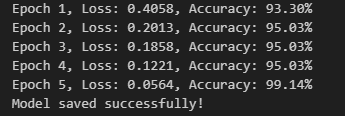 Epoch 1, Loss: 0.4058, Accuracy: 93.30%
Epoch 2, Loss: 0.2013, Accuracy: 95.03%
Epoch 3, Loss: 0.1858, Accuracy: 95.03%
Epoch 4, Loss: 0.1221, Accuracy: 95.03%
Epoch 5, Loss: 0.0564, Accuracy: 99.14%
Model saved successfully!